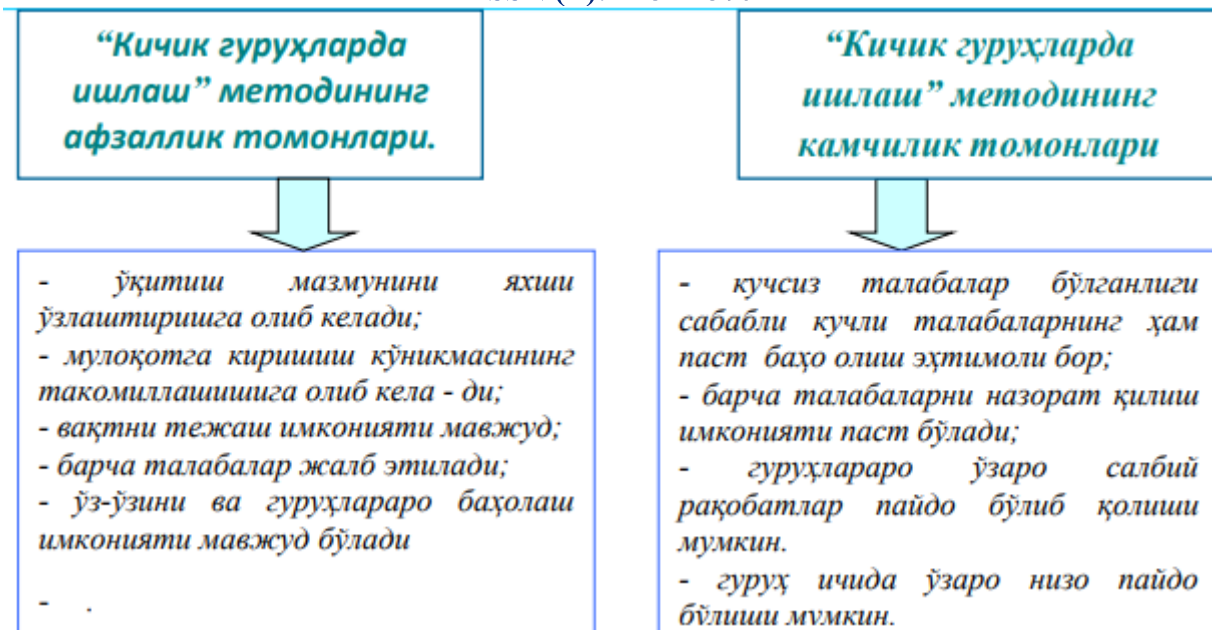 “Кичик гуруҳларда
ишлаш” методининг
афзаллик томонлари.
“Кичик гуруҳларда
ишлаш” методининг
камчилик томонлари
- ўқитиш мазмунини яхши
ўзлаштиришга олиб келади;
- мулоқотга киришиш кўникмасининг
такомиллашишига олиб кела - ди;
- вақтни тежаш имконияти мавжуд;
- барча талабалар жалб этилади;
- ўз-ўзини ва гуруҳлараро баҳолаш
имконияти мавжуд бўлади
- .
- кучсиз талабалар бўлганлиги
сабабли кучли талабаларнинг ҳам
паст баҳо олиш эҳтимоли бор;
- барча талабаларни назорат қилиш
имконияти паст бўлади;
- гуруҳлараро ўзаро салбий
рақобатлар пайдо бўлиб қолиши
мумкин.
- гуруҳ ичида ўзаро низо пайдо
бўлиши мумкин.